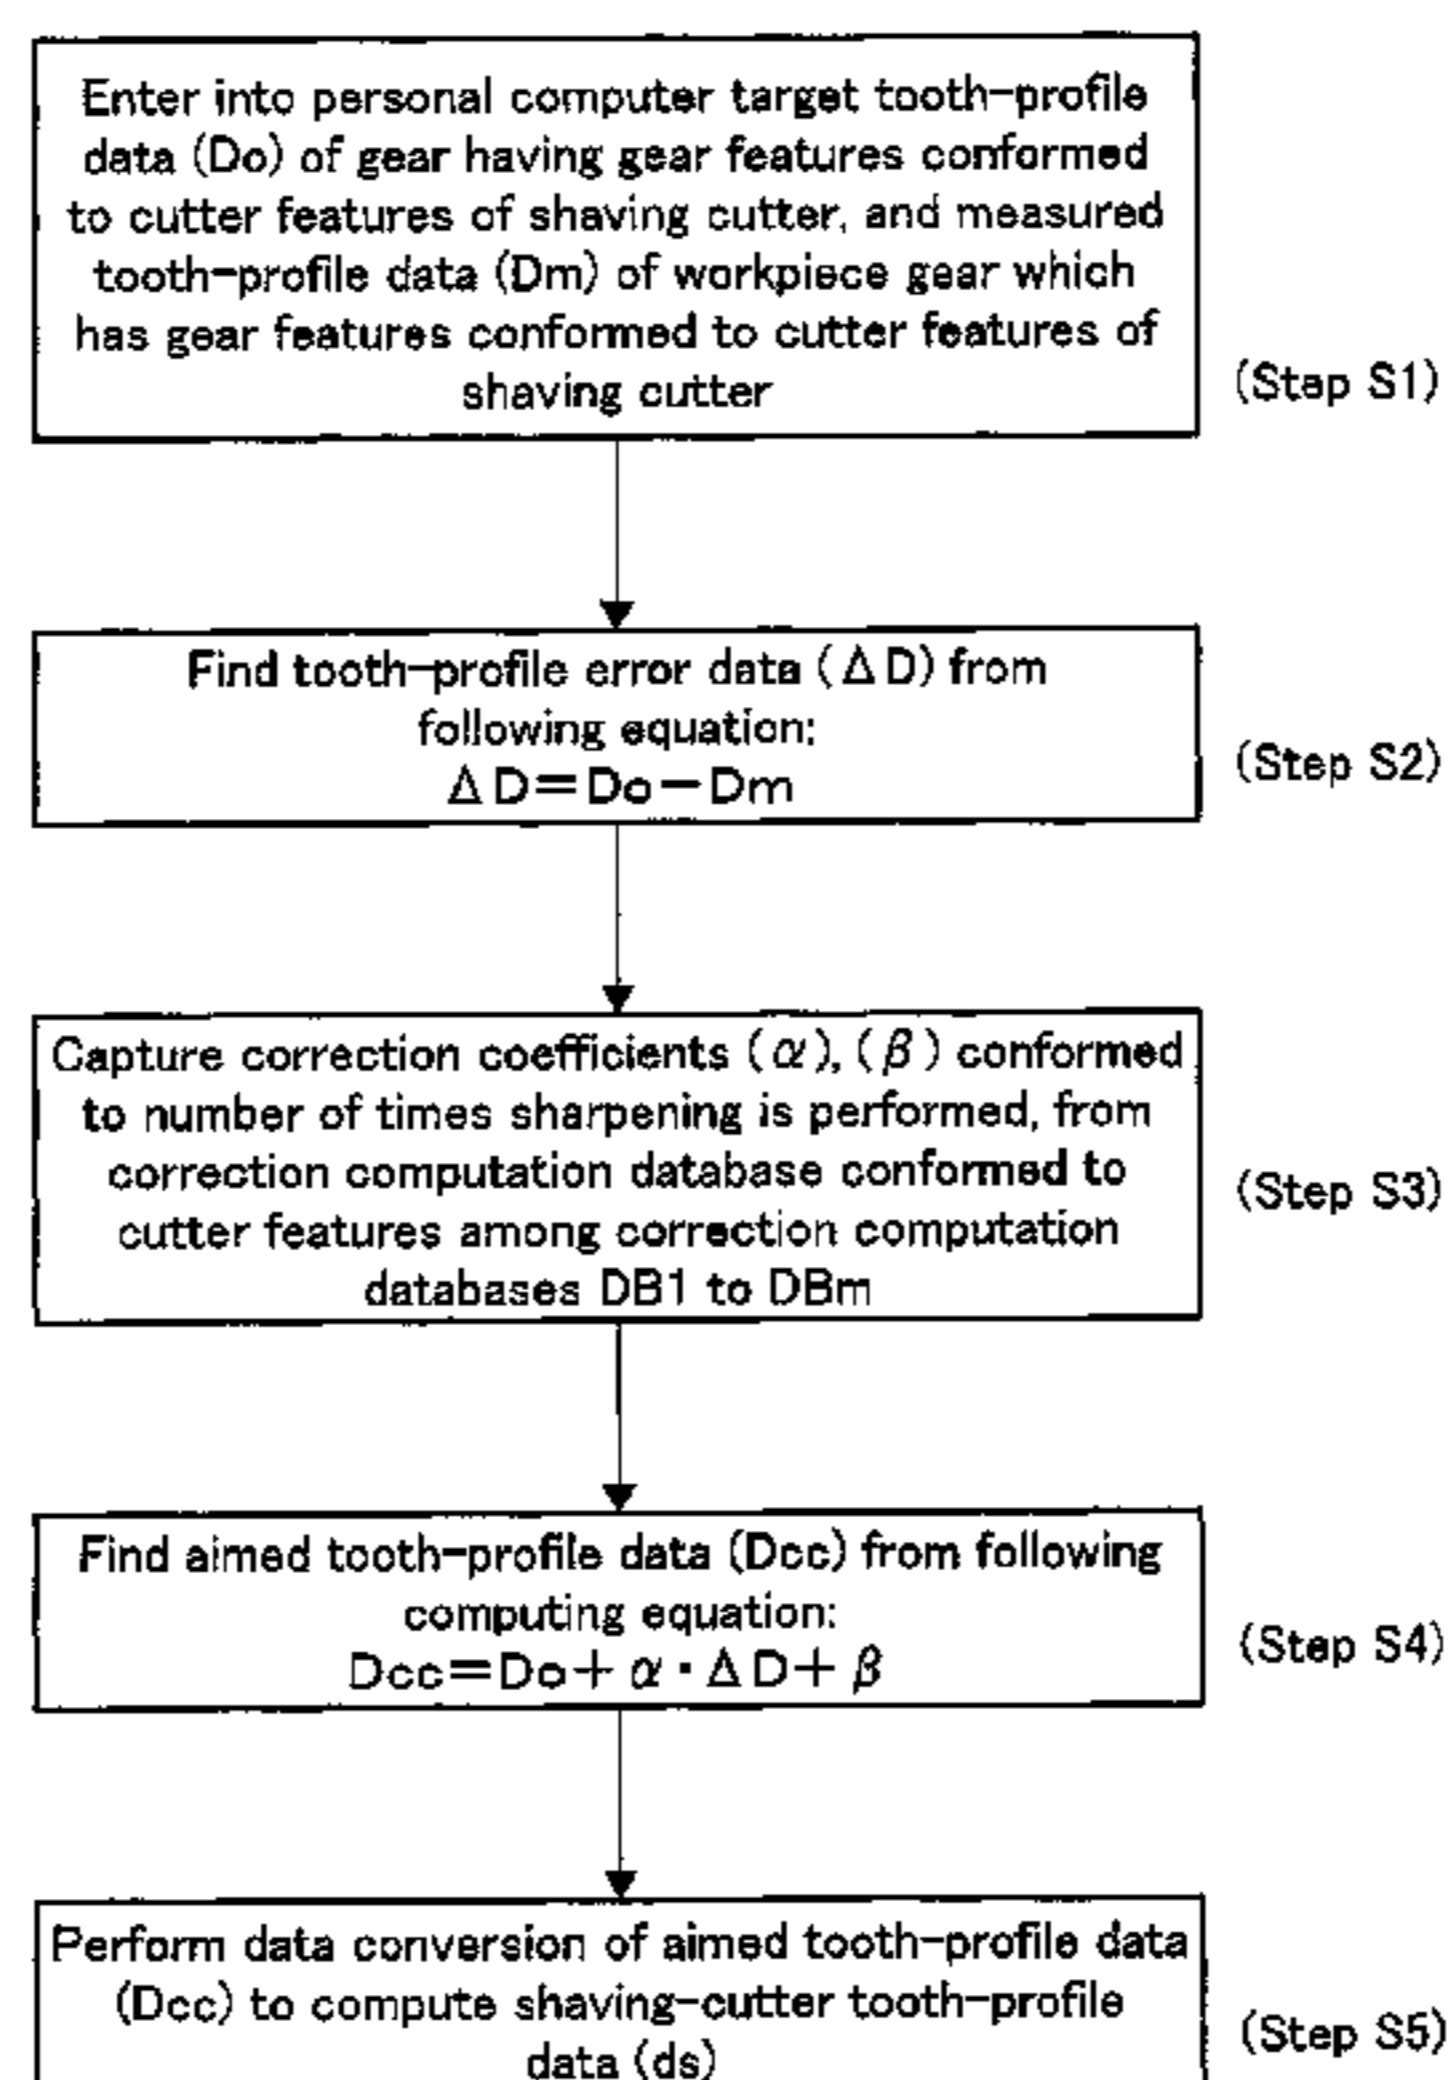 Enter into personal computer target tooth-profile
data (Do) of gear having gear features conformed
to cutter features of shaving cutter, and measured
tooth-profile data (Dm) of workpiece gear which
has gear features conformed to cutter features of
shaving cutter
(Step S1)
Find tooth-profile error data (ΔD) from
following equation:
ΔD=Do-Dm
(Step S2)
Capture correction coefficients (α), (β) conformed
to number of times sharpening is performed, from
correction computation database conformed to
cutter features among correction computation
databases DB1 to DBm
(Step S3)
Find aimed tooth-profile data (Dcc) from following
computing equation:
Dcc=Do+α·ΔD+β
(Step S4)
Perform data conversion of aimed tooth-profile data
(Dcc) to compute shaving-cutter tooth-profile
data (ds)
(Step S5)